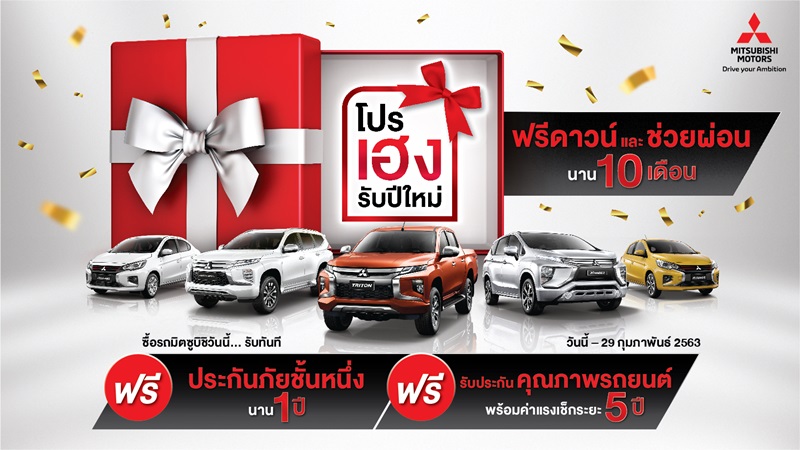 MITSUBISHI
MOTORS
Drive your Ambition
โปร
เฮง
รับปีใหม่
ฟรีดาวน์ และ ช่วยผ่อน
นาน 10 เดือน
TRITON
ซื้อรถมิตซูบิชิวันนี้... รับทันที
วันนี้ – 29 กุมภาพันธ์ 2563
ฟรี
ประกันภัยชั้นหนึ่ง
นาน 1 ปี
ฟรี
รับประกัน คุณภาพรถยนต์
พร้อมค่าแรงเช็กระยะ 5 ปี